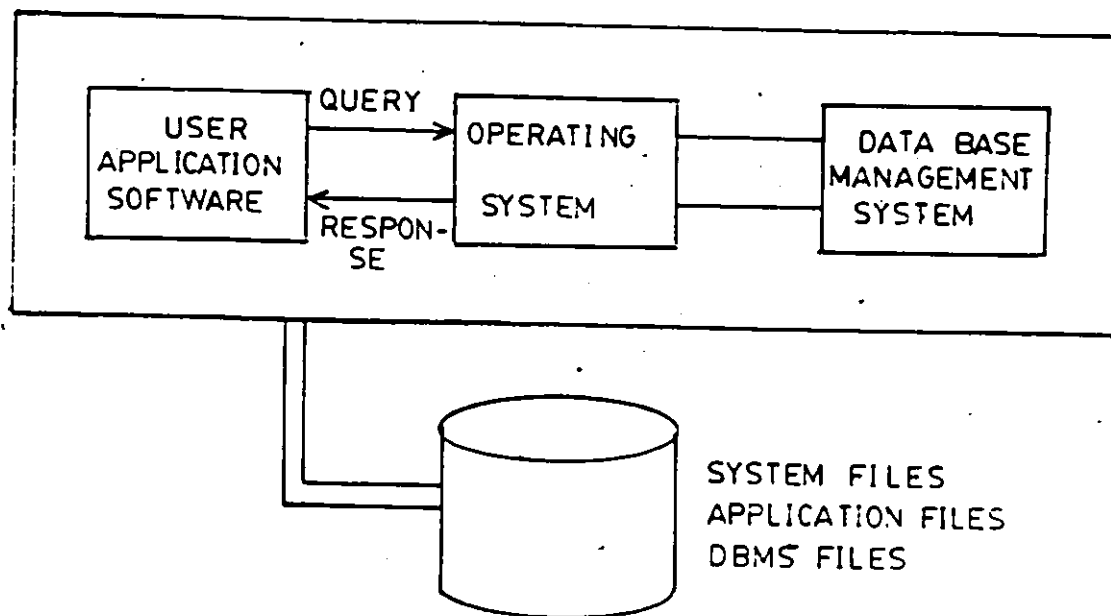 USER
APPLICATION
SOFTWARE
QUERY
RESPON-
SE
OPERATING
SYSTEM
DATA BASE
MANAGEMENT
SYSTEM
SYSTEM FILES
APPLICATION FILES
DBMS FILES